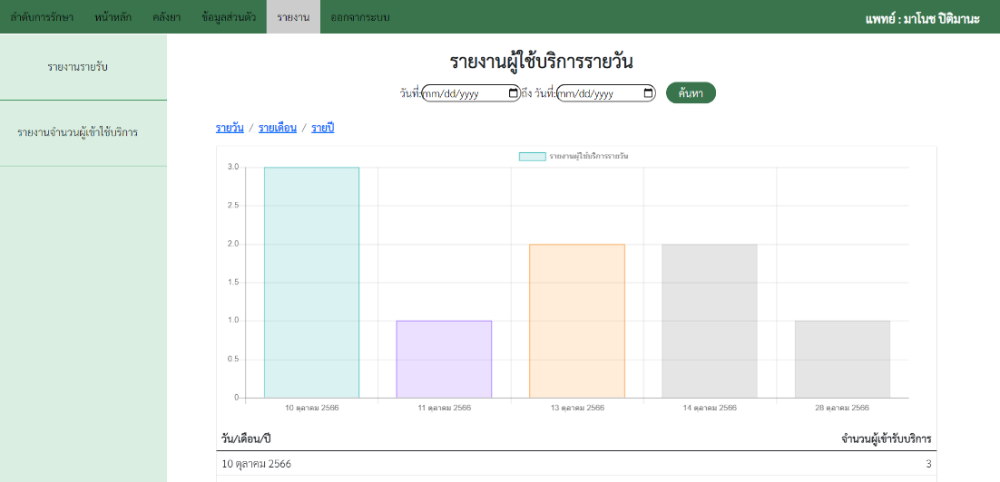 ลำดับการรักษา หน้าหลัก คลังยา ข้อมูลส่วนตัว รายงาน ออกจากระบบ แพทย์ : มาโนช ปิติมานะ
รายงานรายรับ
รายงานจำนวนผู้เข้าใช้บริการ
รายงานผู้ใช้บริการรายวัน
วันที่:mm/dd/yyyy ถึง วันที่:mm/dd/yyyy ค้นหา
รายวัน / รายเดือน / รายปี
รายงานผู้ใช้บริการรายวัน
3.0
2.5
2.0
1.5
1.0
0.5
0
10 ตุลาคม 2566 11 ตุลาคม 2566 13 ตุลาคม 2566 14 ตุลาคม 2566 28 ตุลาคม 2566
วัน/เดือน/ปี จำนวนผู้เข้ารับบริการ
10 ตุลาคม 2566 3